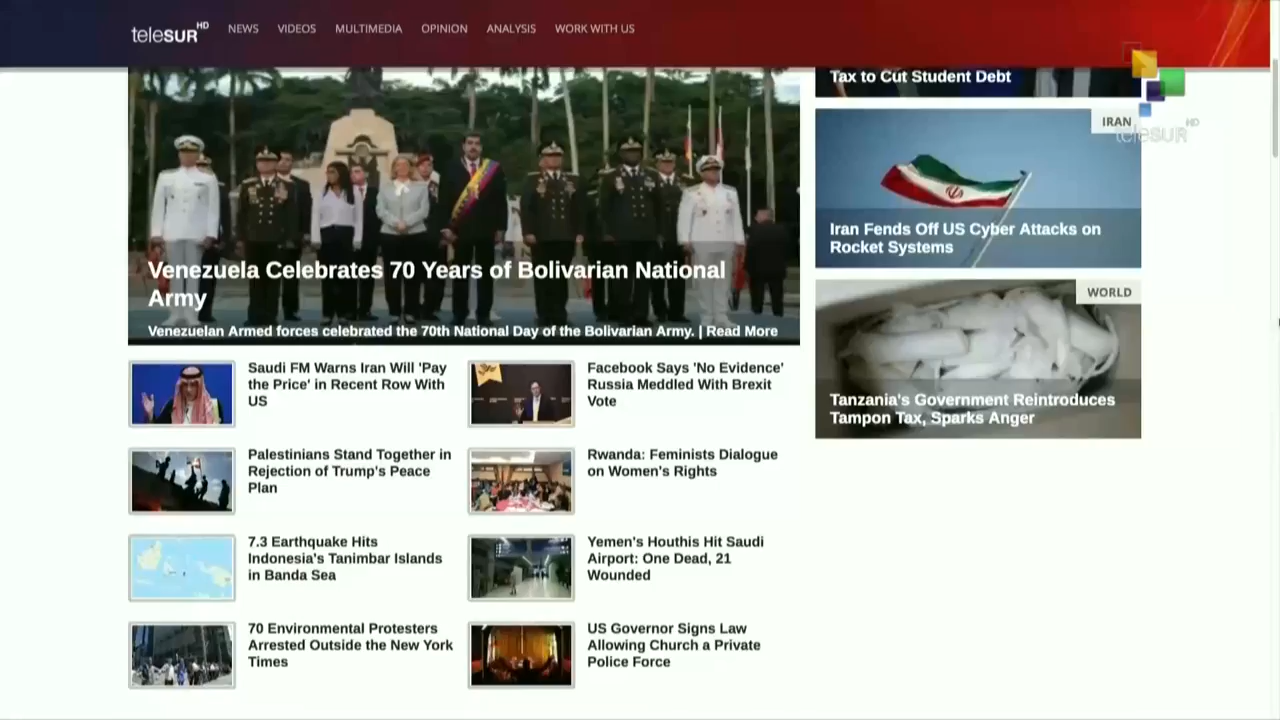 teleSUR HD
NEWS VIDEOS MULTIMEDIA OPINION ANALYSIS WORK WITH US
Venezuela Celebrates 70 Years of Bolivarian National
Army
Venezuelan Armed forces celebrated the 70th National Day of the Bolivarian Army. | Read More
Saudi FM Warns Iran Will 'Pay
the Price' in Recent Row With
US
Facebook Says 'No Evidence'
Russia Meddled With Brexit
Vote
Palestinians Stand Together in
Rejection of Trump's Peace
Plan
Rwanda: Feminists Dialogue
on Women's Rights
7.3 Earthquake Hits
Indonesia's Tanimbar Islands
in Banda Sea
Yemen's Houthis Hit Saudi
Airport: One Dead, 21
Wounded
70 Environmental Protesters
Arrested Outside the New York
Times
US Governor Signs Law
Allowing Church a Private
Police Force
Tax to Cut Student Debt
IRAN
teleSUR HD
Iran Fends Off US Cyber Attacks on
Rocket Systems
WORLD
Tanzania's Government Reintroduces
Tampon Tax, Sparks Anger